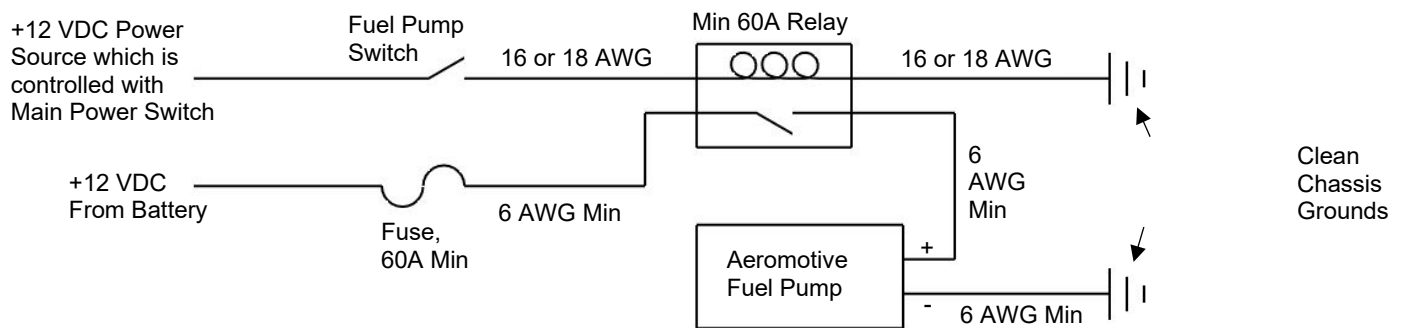 +12 VDC Power
Source which is
controlled with
Main Power Switch
Fuel Pump
Switch
16 or 18 AWG
Min 60A Relay
16 or 18 AWG
+12 VDC
From Battery
Fuse,
60A Min
6 AWG Min
6
AWG
Min
Clean
Chassis
Grounds
Aeromotive
Fuel Pump
+
-
6 AWG Min